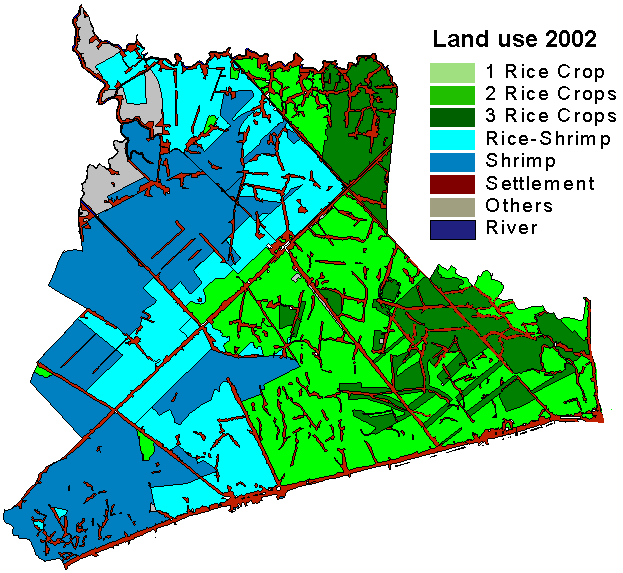 Land use 2002
1 Rice Crop
2 Rice Crops
3 Rice Crops
Rice-Shrimp
Shrimp
Settlement
Others
River